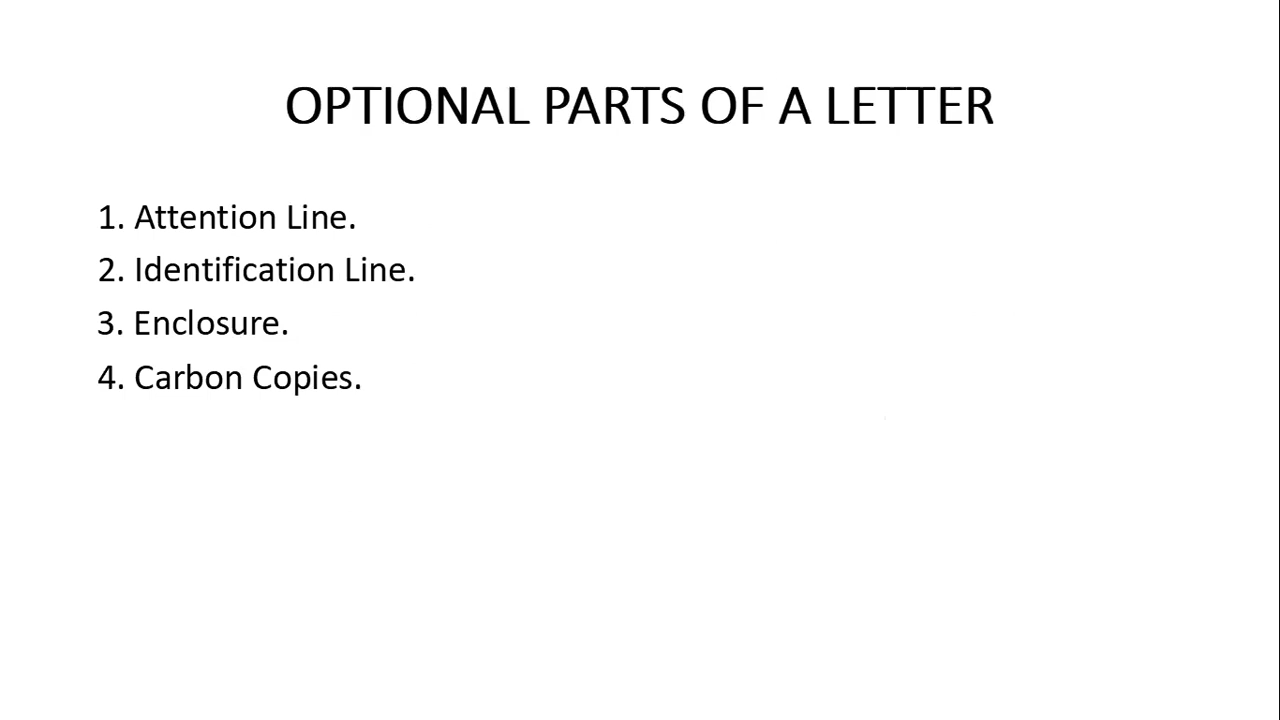 OPTIONAL PARTS OF A LETTER
1. Attention Line.
2. Identification Line.
3. Enclosure.
4. Carbon Copies.